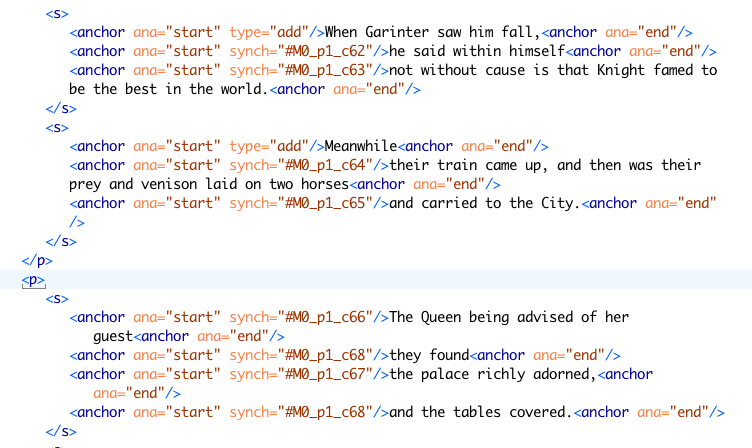 <s>
<anchor ana="start" type="add"/>When Garinter saw him fall,<anchor ana="end"/>
<anchor ana="start" synch="#M0_p1_c62"/>he said within himself<anchor ana="end"/>
<anchor ana="start" synch="#M0_p1_c63"/>not without cause is that Knight famed to
be the best in the world.<anchor ana="end"/>
</s>
<s>
<anchor ana="start" type="add"/>Meanwhile<anchor ana="end"/>
<anchor ana="start" synch="#M0_p1_c64"/>their train came up, and then was their
prey and venison laid on two horses<anchor ana="end"/>
<anchor ana="start" synch="#M0_p1_c65"/>and carried to the City.<anchor ana="end"
/>
</s>
</p>
<p>
<s>
<anchor ana="start" synch="#M0_p1_c66"/>The Queen being advised of her
guest<anchor ana="end"/>
<anchor ana="start" synch="#M0_p1_c68"/>they found<anchor ana="end"/>
<anchor ana="start" synch="#M0_p1_c67"/>the palace richly adorned,<anchor
ana="end"/>
<anchor ana="start" synch="#M0_p1_c68"/>and the tables covered.<anchor ana="end"/>
</s>